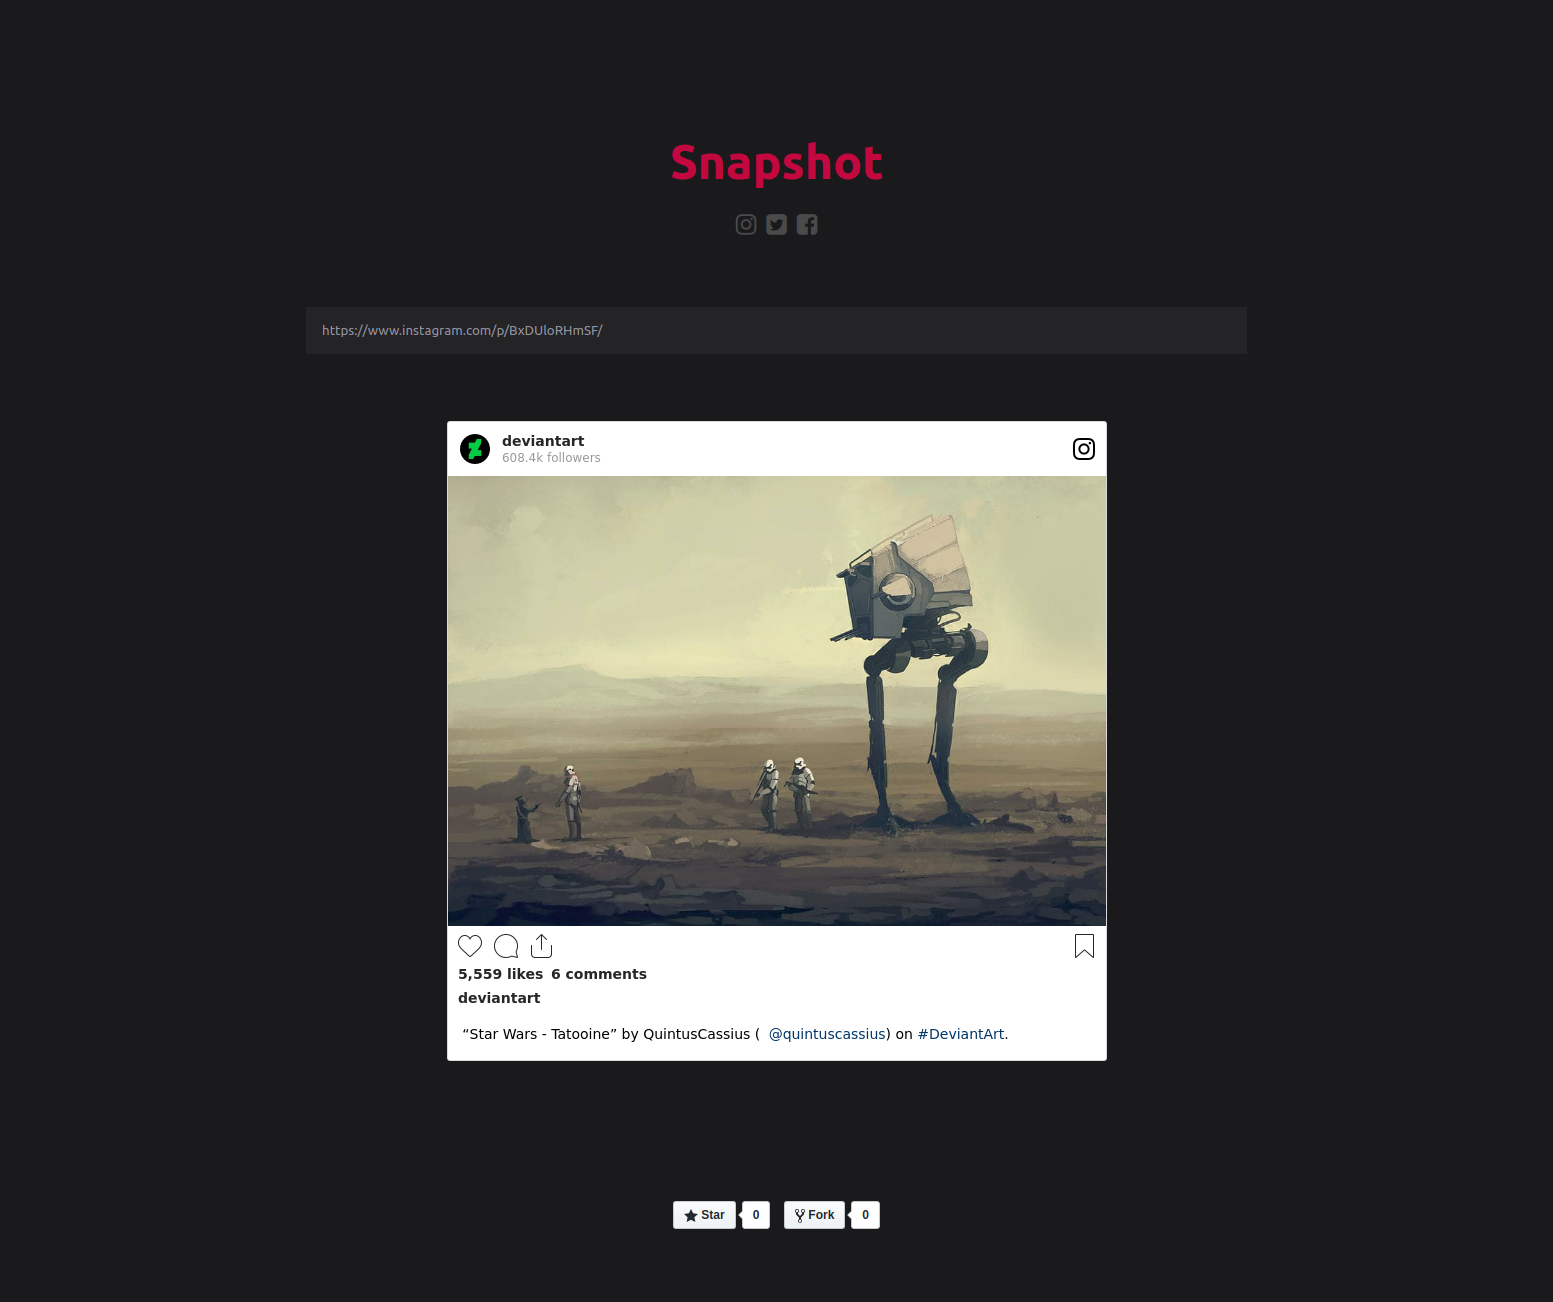 Snapshot
https://www.instagram.com/p/BxDUloRHmSF/
deviantart
608.4k followers
5,559 likes 6 comments
deviantart
“Star Wars - Tatooine” by QuintusCassius ( @quintuscassius) on #DeviantArt.
Star 0 Fork 0